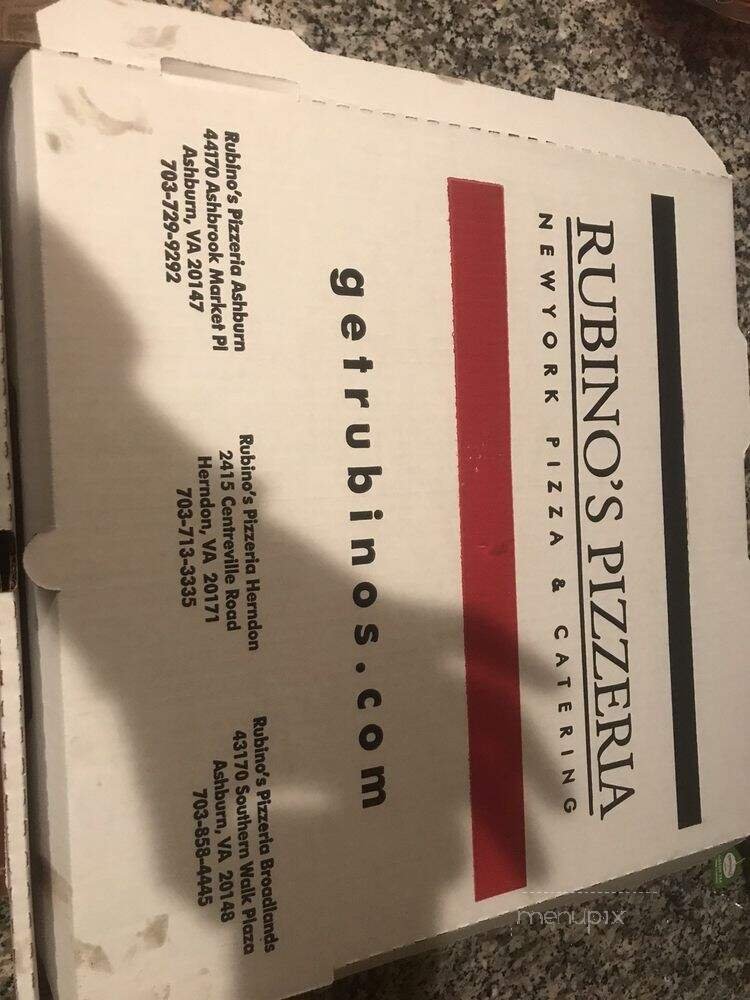 RUBINO'S PIZZERIA
NEW YORK PIZZA & CATERING
getrubinos.com
Rubino's Pizzeria Ashburn
44170 Ashbrook Market Pl
Ashburn, VA 20147
703-729-9292
Rubino's Pizzeria Herndon
2415 Centreville Road
Herndon, VA 20171
703-713-3335
Rubino's Pizzeria Broadlands
43170 Southern Walk Plaza
Ashburn, VA 20148
703-858-4445
menupix